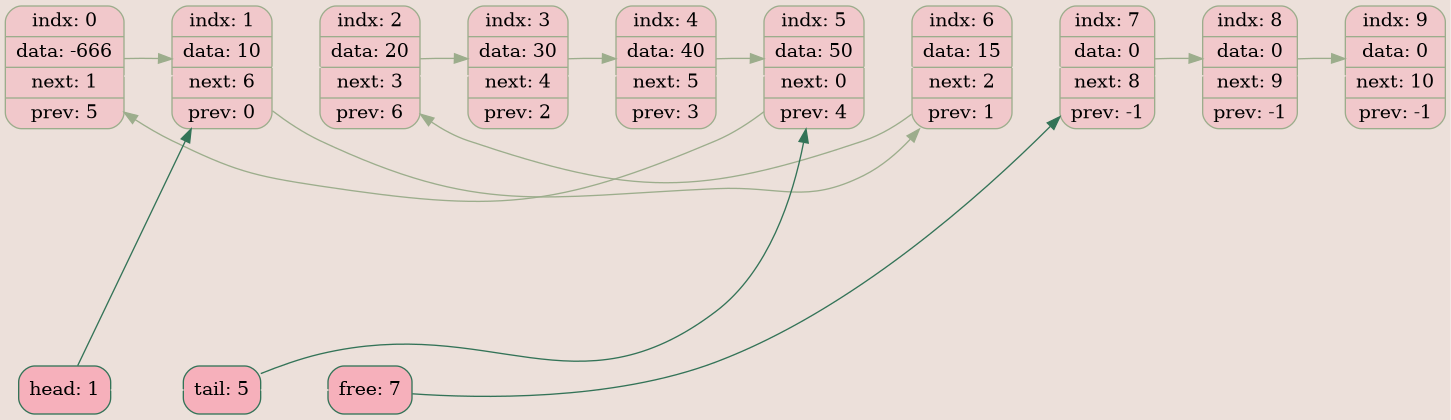 indx: 0
data: -666
next: 1
prev: 5
indx: 1
data: 10
next: 6
prev: 0
indx: 2
data: 20
next: 3
prev: 6
indx: 3
data: 30
next: 4
prev: 2
indx: 4
data: 40
next: 5
prev: 3
indx: 5
data: 50
next: 0
prev: 4
indx: 6
data: 15
next: 2
prev: 1
indx: 7
data: 0
next: 8
prev: -1
indx: 8
data: 0
next: 9
prev: -1
indx: 9
data: 0
next: 10
prev: -1
head: 1
tail: 5
free: 7